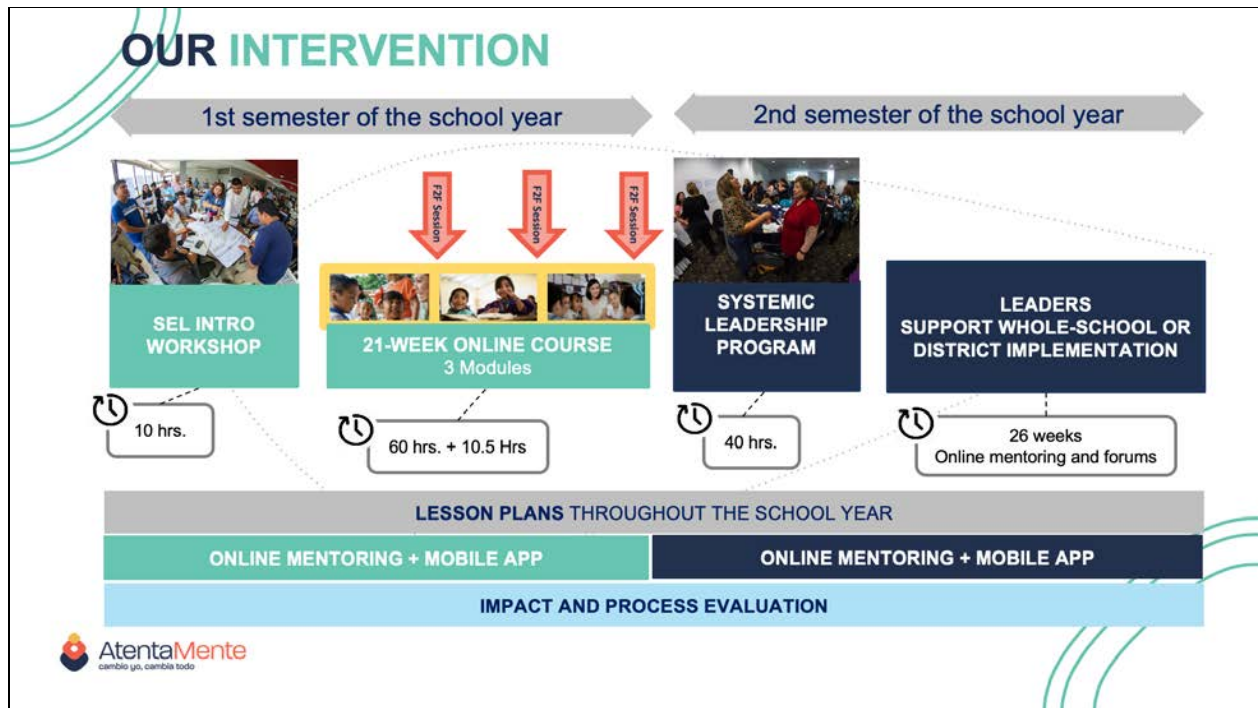 OUR INTERVENTION
1st semester of the school year
2nd semester of the school year
F2F Session
F2F Session
F2F Session
SEL INTRO
WORKSHOP
21-WEEK ONLINE COURSE
3 Modules
SYSTEMIC
LEADERSHIP
PROGRAM
LEADERS
SUPPORT WHOLE-SCHOOL OR
DISTRICT IMPLEMENTATION
10 hrs.
60 hrs. + 10.5 Hrs
40 hrs.
26 weeks
Online mentoring and forums
LESSON PLANS THROUGHOUT THE SCHOOL YEAR
ONLINE MENTORING + MOBILE APP
ONLINE MENTORING + MOBILE APP
IMPACT AND PROCESS EVALUATION
AtentaMente
cambio yo, cambia todo